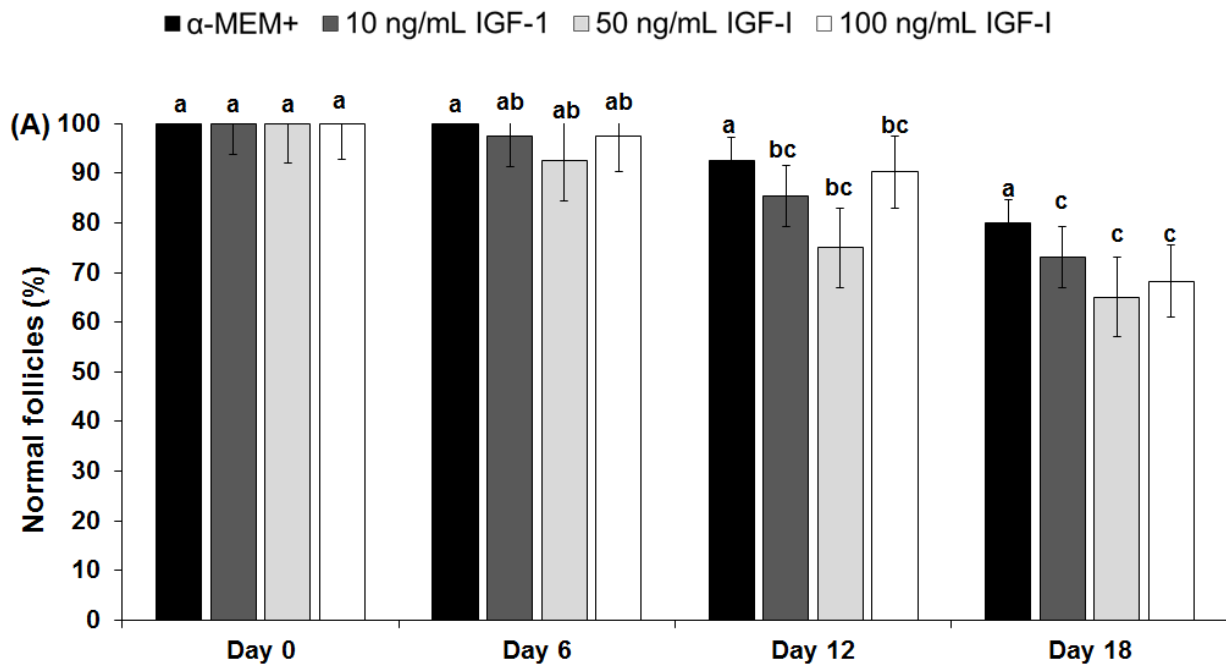 α-MEM+ 10 ng/mL IGF-1 50 ng/mL IGF-I 100 ng/mL IGF-I
(A)
Normal follicles (%)
100
90
80
70
60
50
40
30
20
10
0
a a a a
a ab ab ab
a bc bc bc
a c c c
Day 0 Day 6 Day 12 Day 18